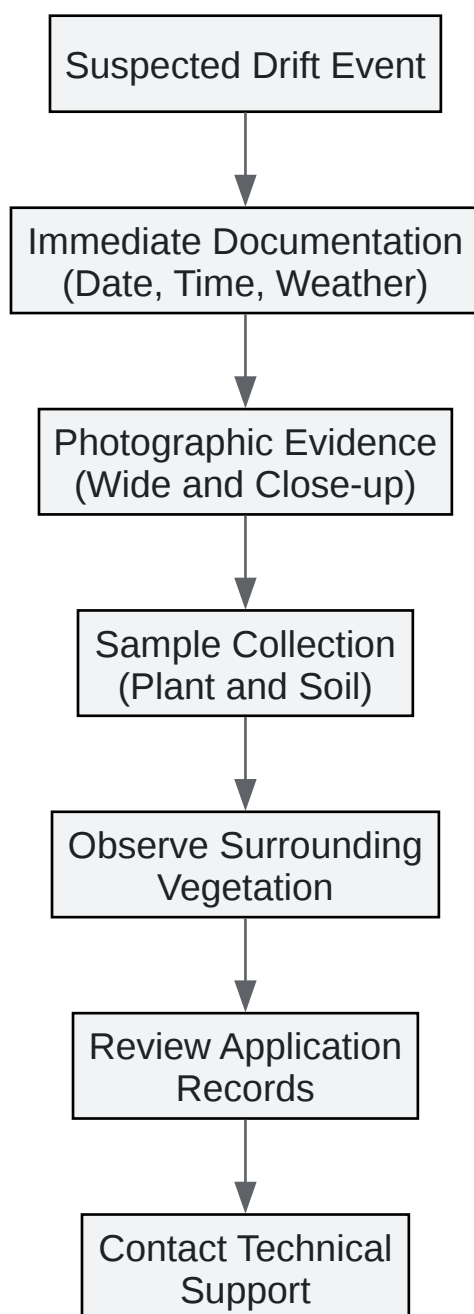 Suspected Drift Event
Immediate Documentation
(Date, Time, Weather)
Photographic Evidence
(Wide and Close-up)
Sample Collection
(Plant and Soil)
Observe Surrounding
Vegetation
Review Application
Records
Contact Technical
Support